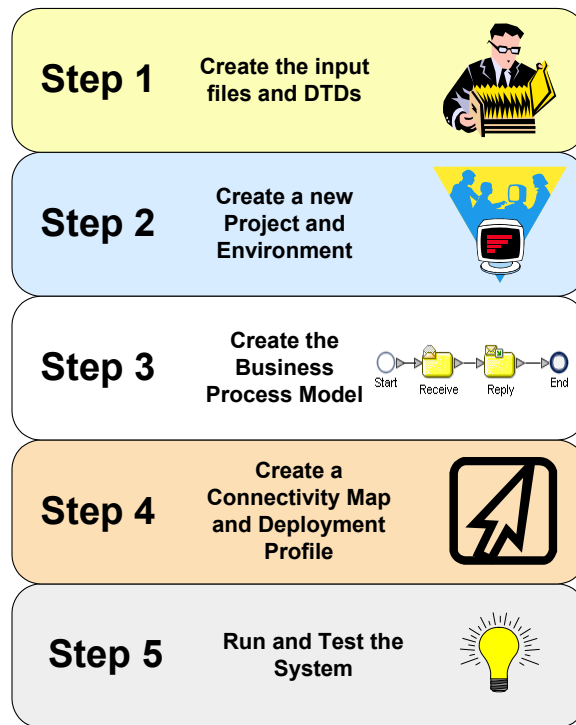 Step 1
Create the input
files and DTDs
Step 2
Create a new
Project and
Environment
Step 3
Create the
Business
Process Model
Start
Receive
Reply
End
Step 4
Create a
Connectivity Map
and Deployment
Profile
Step 5
Run and Test the
System